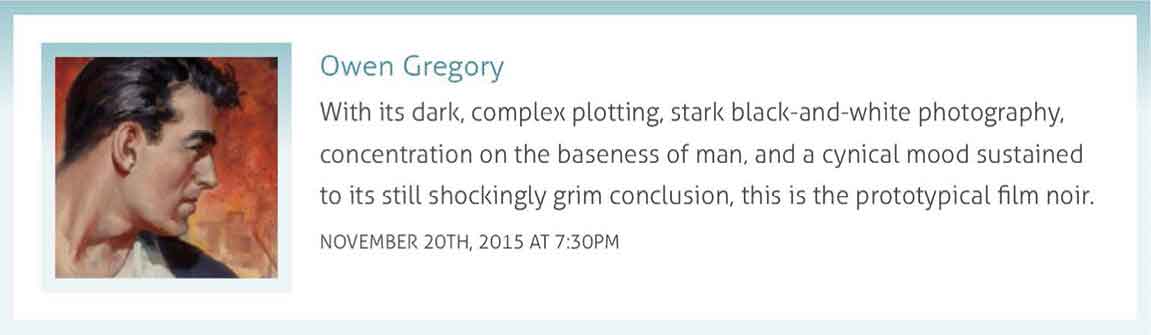 Owen Gregory
With its dark, complex plotting, stark black-and-white photography,
concentration on the baseness of man, and a cynical mood sustained
to its still shockingly grim conclusion, this is the prototypical film noir.
NOVEMBER 20TH, 2015 AT 7:30PM